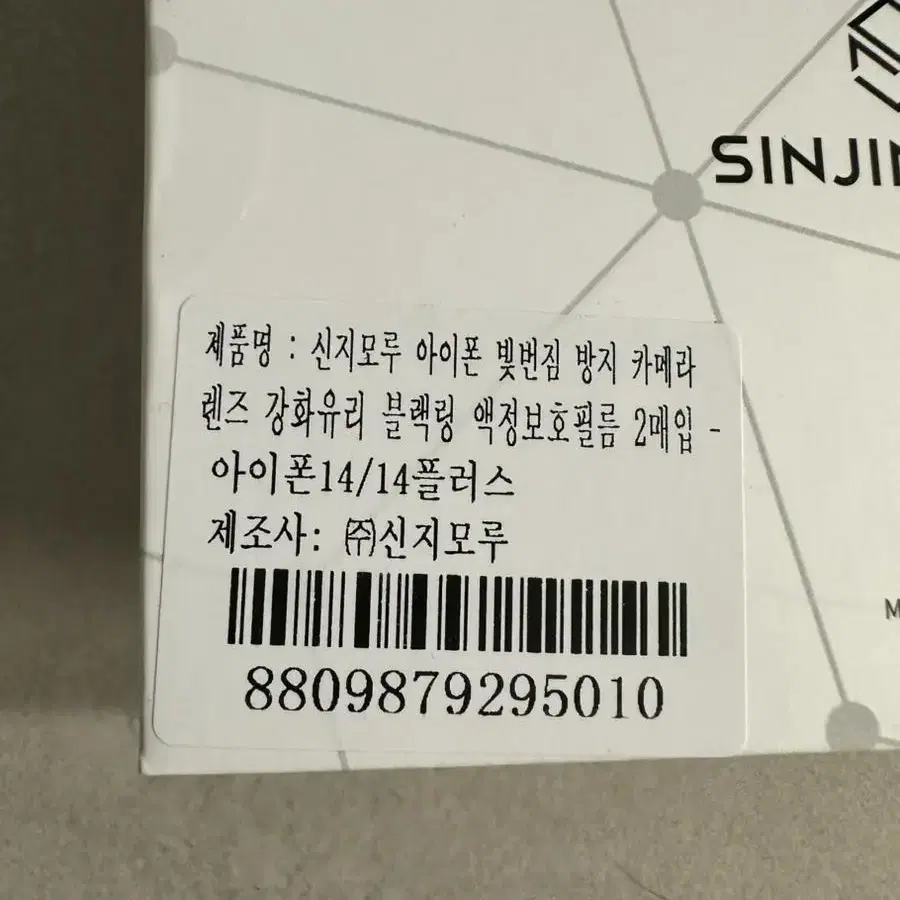 SINJI
제품명 : 신지모루 아이폰 빛번짐 방지 카메라
렌즈 강화유리 블랙링 액정보호필름 2매입 -
아이폰14/14플러스
제조사: ㈜신지모루
M
8809879295010